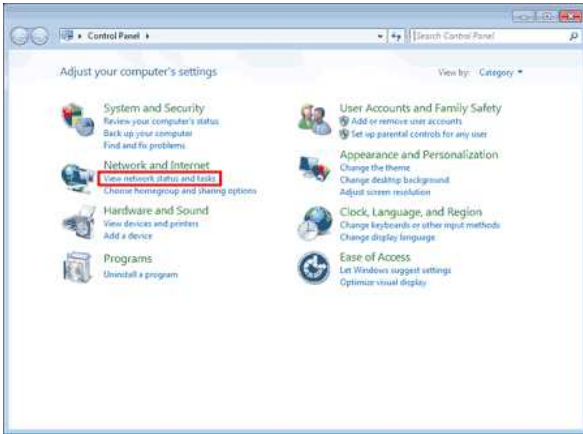 Control Panel
Search Control Panel
Adjust your computer's settings
View by: Category
System and Security
Review your computer's status
Back up your computer
Find and fix problems
Network and Internet
View network status and tasks
Choose homegroup and sharing options
Hardware and Sound
View devices and printers
Add a device
Programs
Uninstall a program
User Accounts and Family Safety
Add or remove user accounts
Set up parental controls for any user
Appearance and Personalization
Change the theme
Change desktop background
Adjust screen resolution
Clock, Language, and Region
Change keyboards or other input methods
Change display language
Ease of Access
Let Windows suggest settings
Optimize visual display